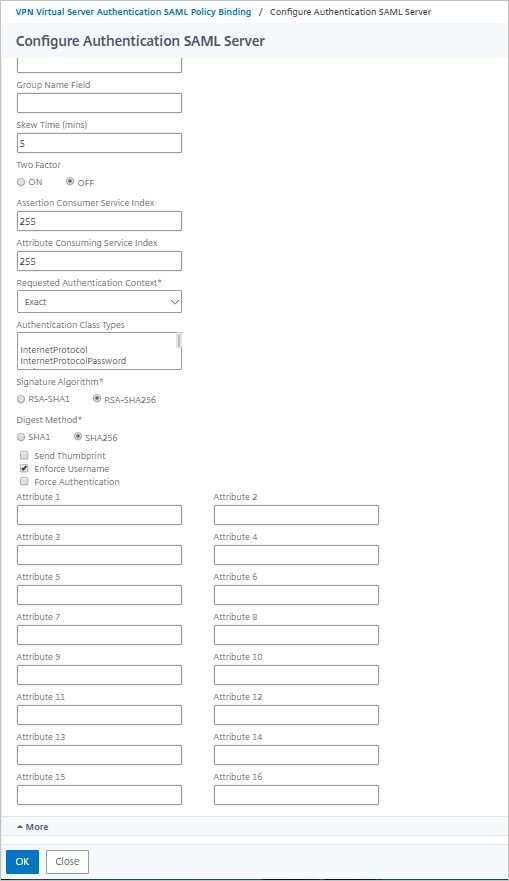 VPN Virtual Server Authentication SAML Policy Binding / Configure Authentication SAML Server
Configure Authentication SAML Server
Group Name Field
Skew Time (mins)
5
Two Factor
ON OFF
Assertion Consumer Service Index
255
Attribute Consuming Service Index
255
Requested Authentication Context*
Exact
Authentication Class Types
InternetProtocol
InternetProtocolPassword
Signature Algorithm*
RSA-SHA1 RSA-SHA256
Digest Method*
SHA1 SHA256
Send Thumbprint
Enforce Username
Force Authentication
Attribute 1 Attribute 2
Attribute 3 Attribute 4
Attribute 5 Attribute 6
Attribute 7 Attribute 8
Attribute 9 Attribute 10
Attribute 11 Attribute 12
Attribute 13 Attribute 14
Attribute 15 Attribute 16
More
OK Close